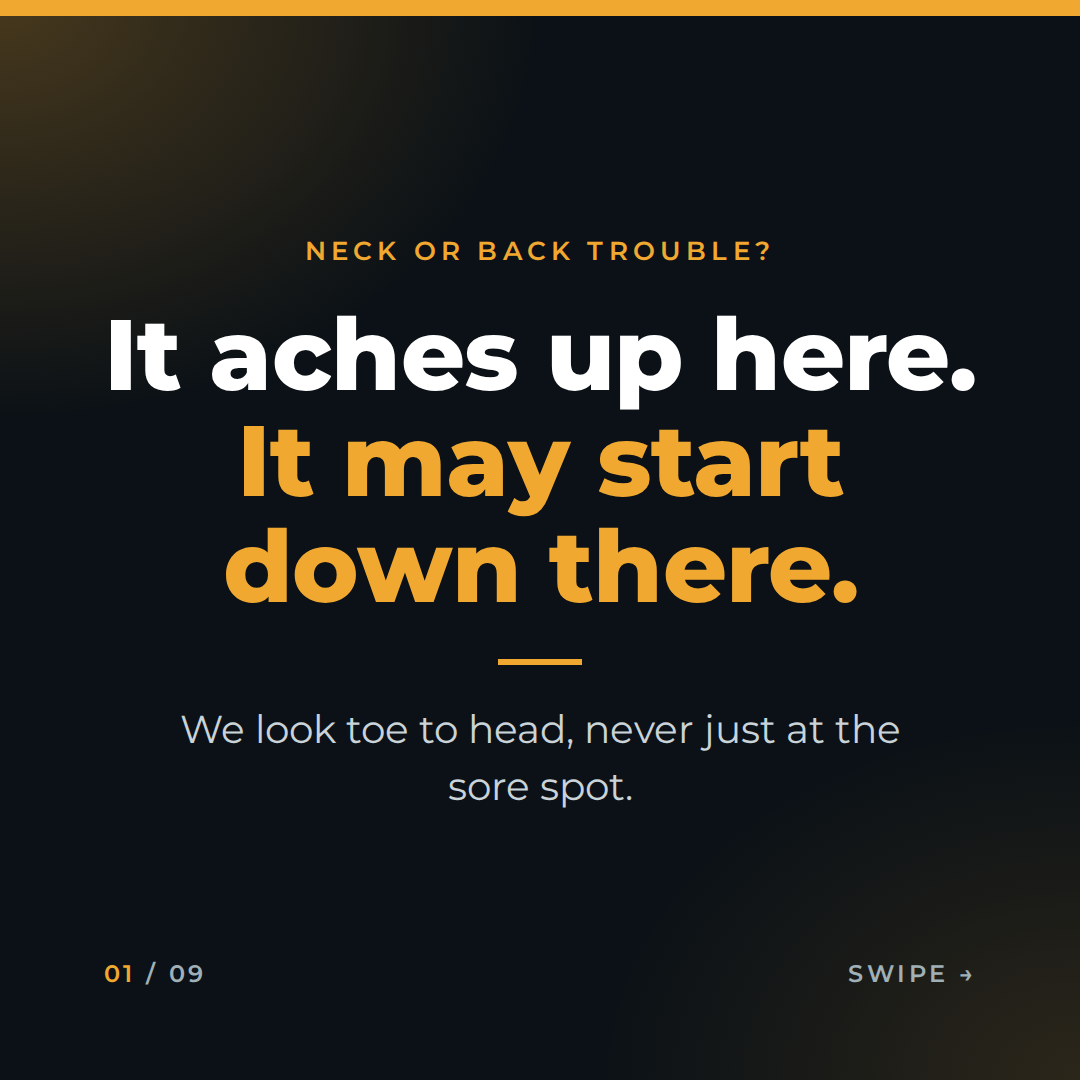 NECK OR BACK TROUBLE?
It aches up here.
It may start
down there.
We look toe to head, never just at the
sore spot.
01 / 09
SWIPE →